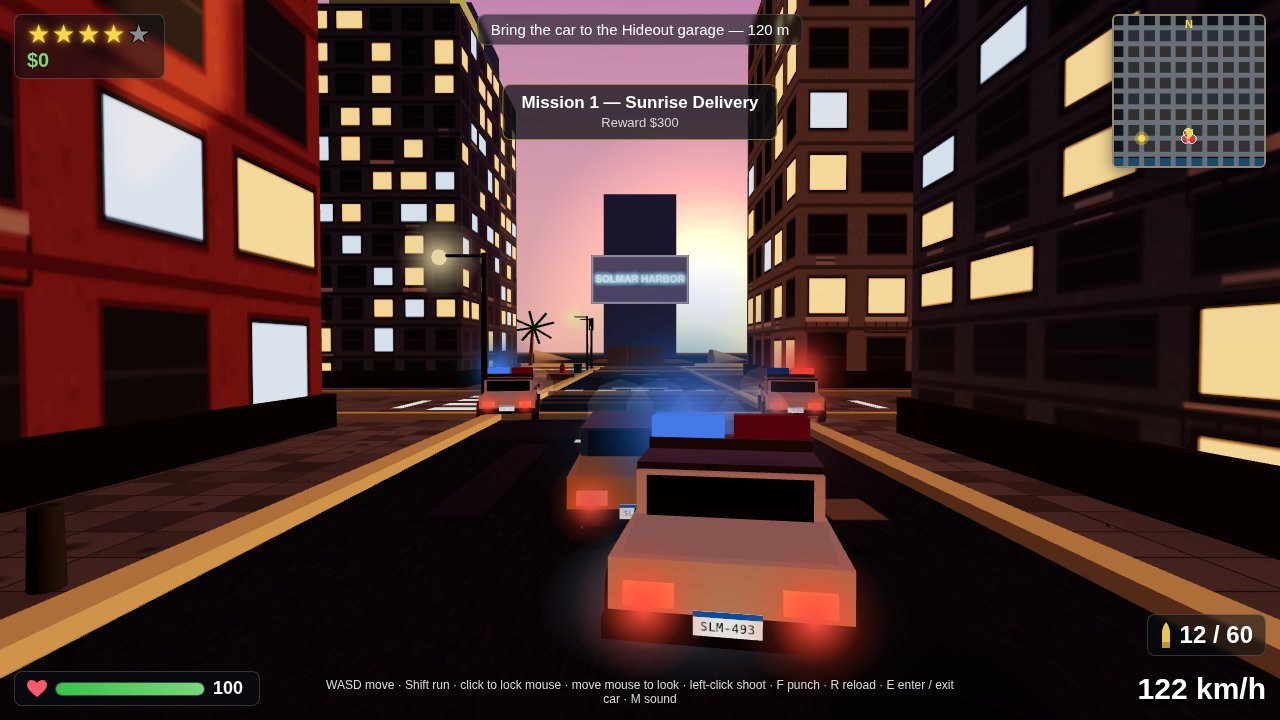 $0
Bring the car to the Hideout garage — 120 m
Mission 1 — Sunrise Delivery
Reward $300
N
SOLMAR HARBOR
SLM-493
12 / 60
100
WASD move · Shift run · click to lock mouse · move mouse to look · left-click shoot · F punch · R reload · E enter / exit
car · M sound
122 km/h